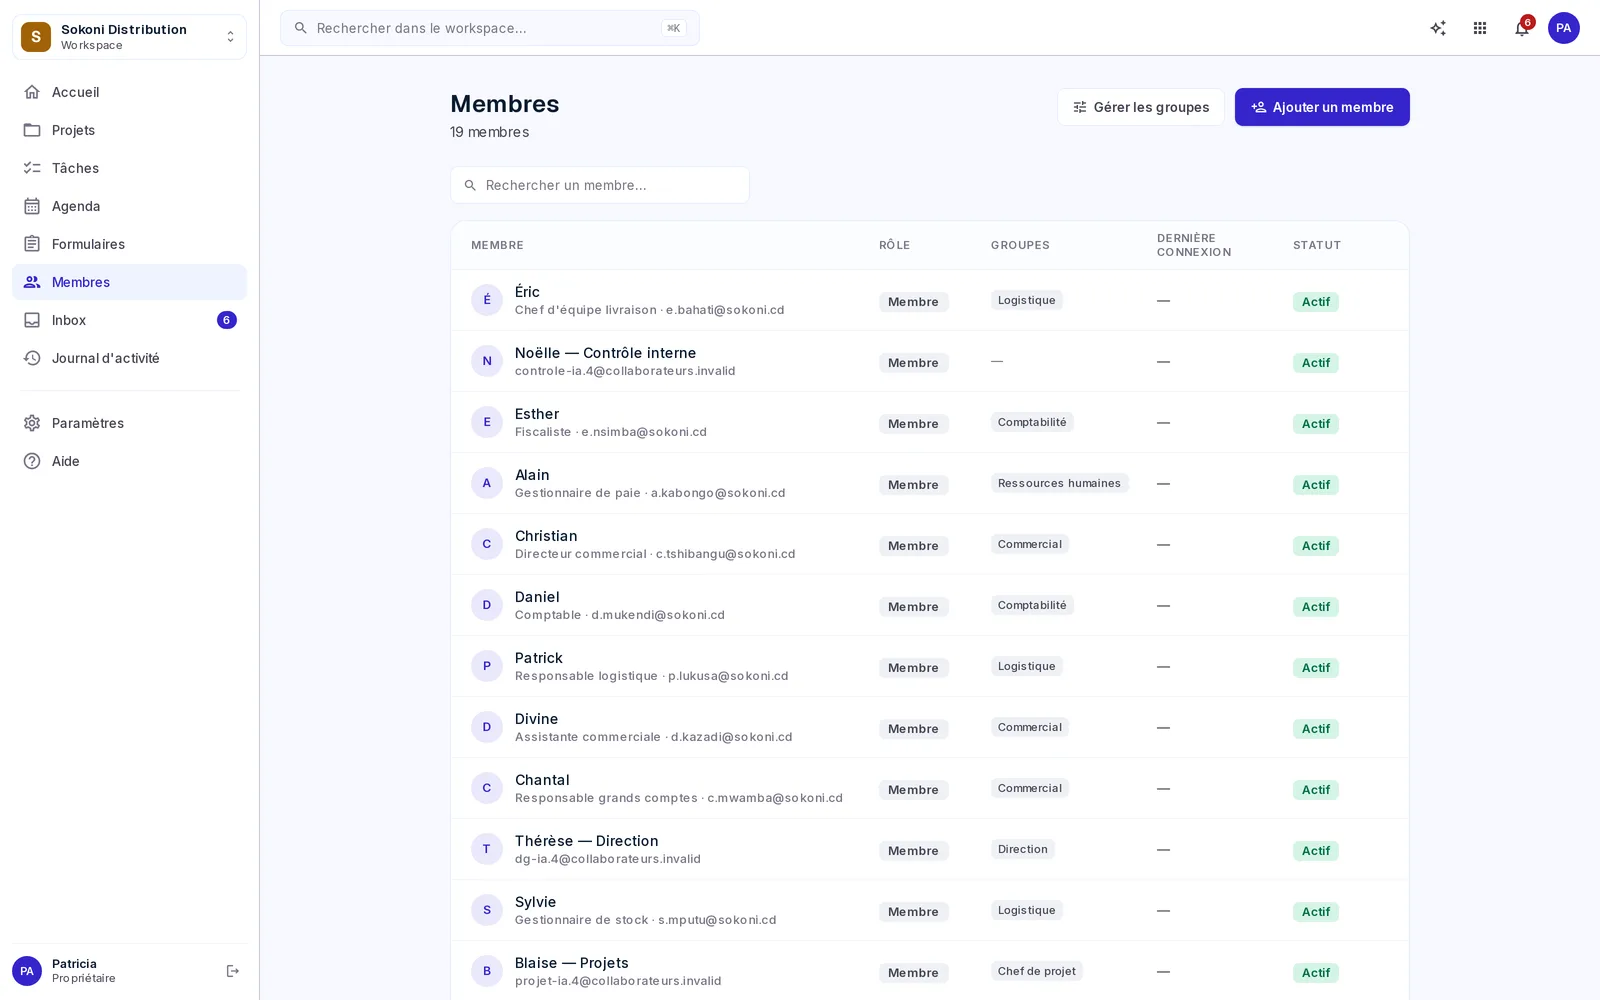 S
Sokoni Distribution
Workspace
Accueil
Projets
Tâches
Agenda
Formulaires
Membres
Inbox 6
Journal d'activité
Paramètres
Aide
PA
Patricia
Propriétaire
Rechercher dans le workspace... ⌘K
6
PA
Membres
19 membres
Gérer les groupes
Ajouter un membre
Rechercher un membre...
MEMBRE RÔLE GROUPES DERNIÈRE CONNEXION STATUT
É Éric Membre Logistique — Actif
Chef d'équipe livraison · e.bahati@sokoni.cd
N Noëlle — Contrôle interne Membre — — Actif
controle-ia.4@collaborateurs.invalid
E Esther Membre Comptabilité — Actif
Fiscaliste · e.nsimba@sokoni.cd
A Alain Membre Ressources humaines — Actif
Gestionnaire de paie · a.kabongo@sokoni.cd
C Christian Membre Commercial — Actif
Directeur commercial · c.tshibangu@sokoni.cd
D Daniel Membre Comptabilité — Actif
Comptable · d.mukendi@sokoni.cd
P Patrick Membre Logistique — Actif
Responsable logistique · p.lukusa@sokoni.cd
D Divine Membre Commercial — Actif
Assistante commerciale · d.kazadi@sokoni.cd
C Chantal Membre Commercial — Actif
Responsable grands comptes · c.mwamba@sokoni.cd
T Thérèse — Direction Membre Direction — Actif
dg-ia.4@collaborateurs.invalid
S Sylvie Membre Logistique — Actif
Gestionnaire de stock · s.mputu@sokoni.cd
B Blaise — Projets Membre Chef de projet — Actif
projet-ia.4@collaborateurs.invalid